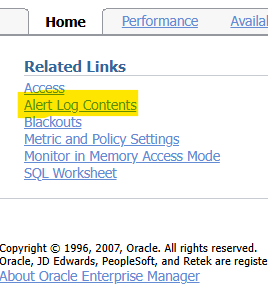 Home Performance Availa
Related Links
Access
Alert Log Contents
Blackouts
Metric and Policy Settings
Monitor in Memory Access Mode
SQL Worksheet
Copyright © 1996, 2007, Oracle. All rights reserved.
Oracle, JD Edwards, PeopleSoft, and Retek are registe
About Oracle Enterprise Manager